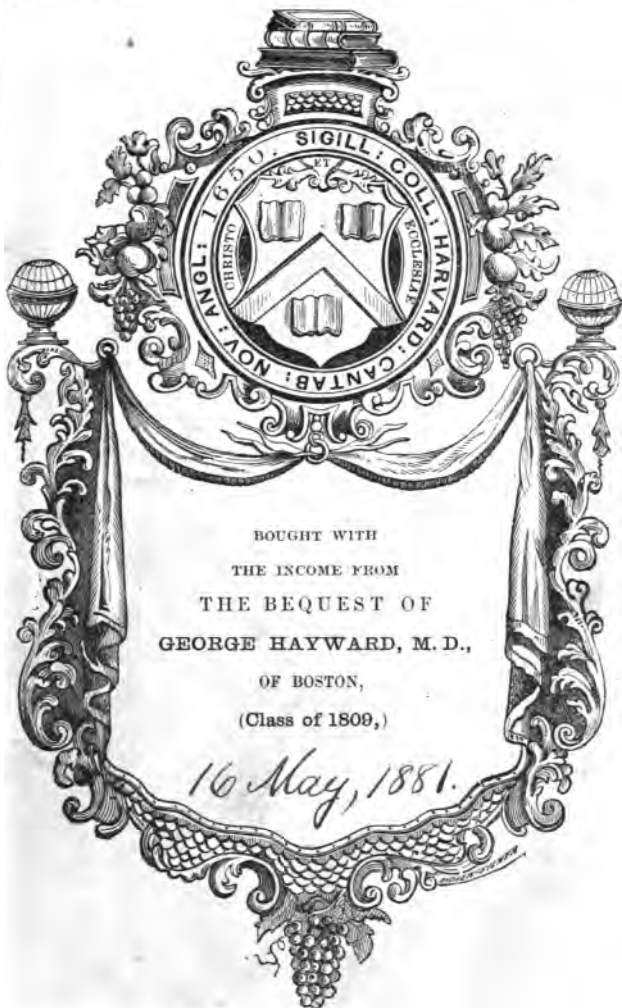 SIGILL: COLL: HARVARD: CANTAB: NOV: ANGL: 1650:
CHRISTO
ET
ECCLESIAE
BOUGHT WITH
THE INCOME FROM
THE BEQUEST OF
GEORGE HAYWARD, M.D.,
OF BOSTON,
(Class of 1809,)
16 May, 1881.